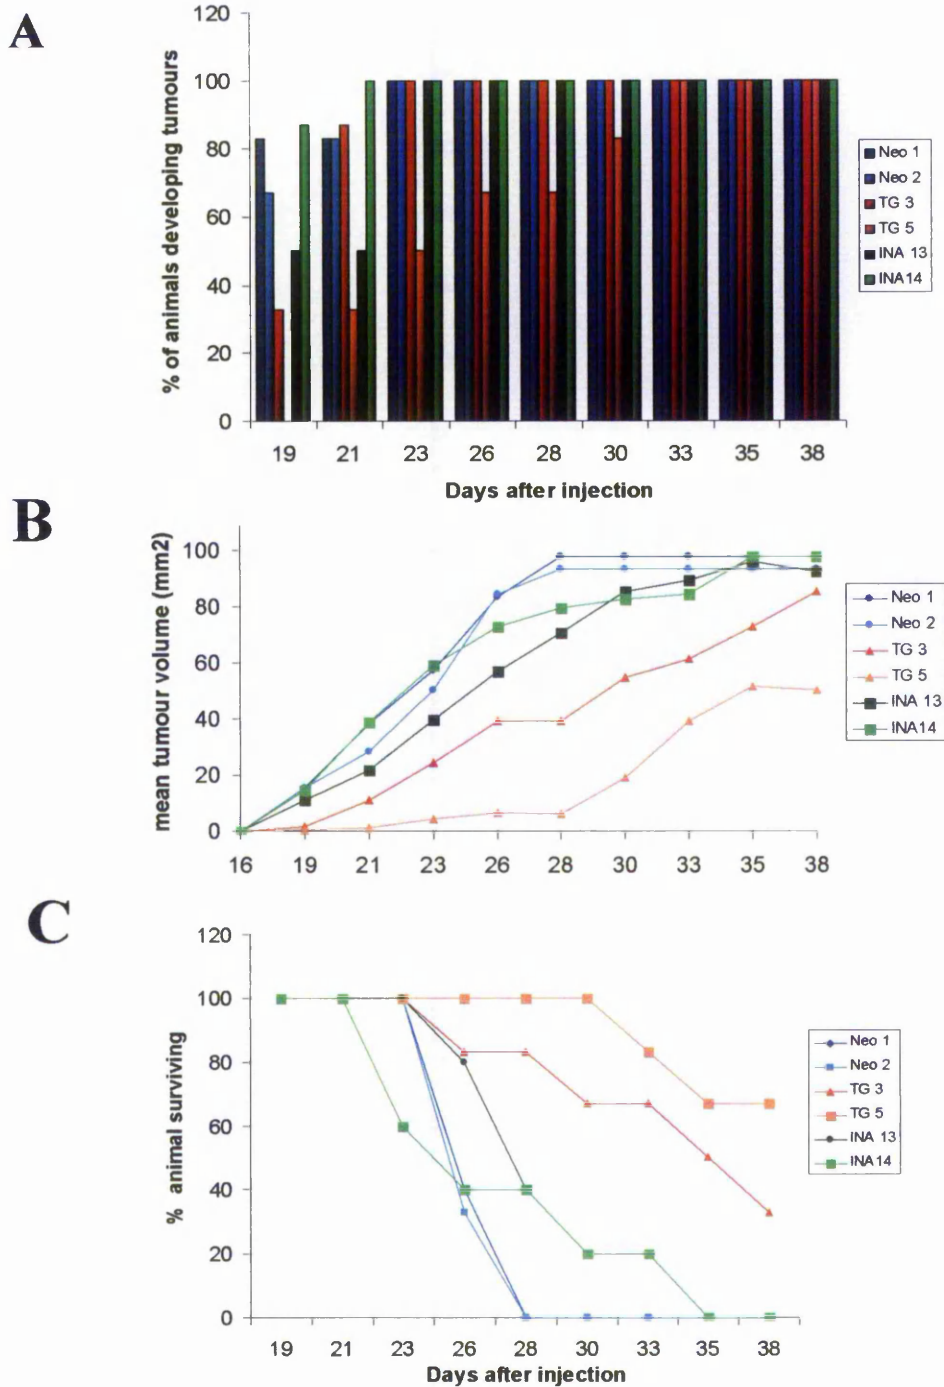 A
% of animals developing tumours
120
100
80
60
40
20
0
19 21 23 26 28 30 33 35 38
Days after injection
Neo 1
Neo 2
TG 3
TG 5
INA 13
INA14
B
mean tumour volume (mm2)
100
80
60
40
20
0
16 19 21 23 26 28 30 33 35 38
Neo 1
Neo 2
TG 3
TG 5
INA 13
INA14
C
% animal surviving
120
100
80
60
40
20
0
19 21 23 26 28 30 33 35 38
Days after injection
Neo 1
Neo 2
TG 3
TG 5
INA 13
INA14